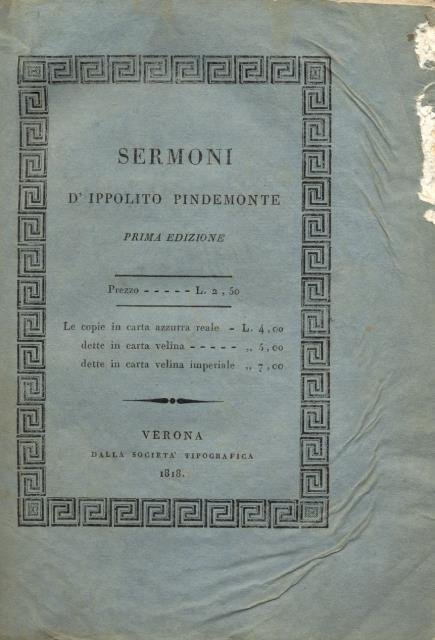 SERMONI
D' IPPOLITO PINDEMONTE
PRIMA EDIZIONE
Prezzo - - - - - L. 2 , 50
Le copie in carta azzurra reale - L. 4 , 00
dette in carta velina - - - - - ,, 5 , 00
dette in carta velina imperiale ,, 7 , 00
VERONA
DALLA SOCIETA' TIPOGRAFICA
1818.